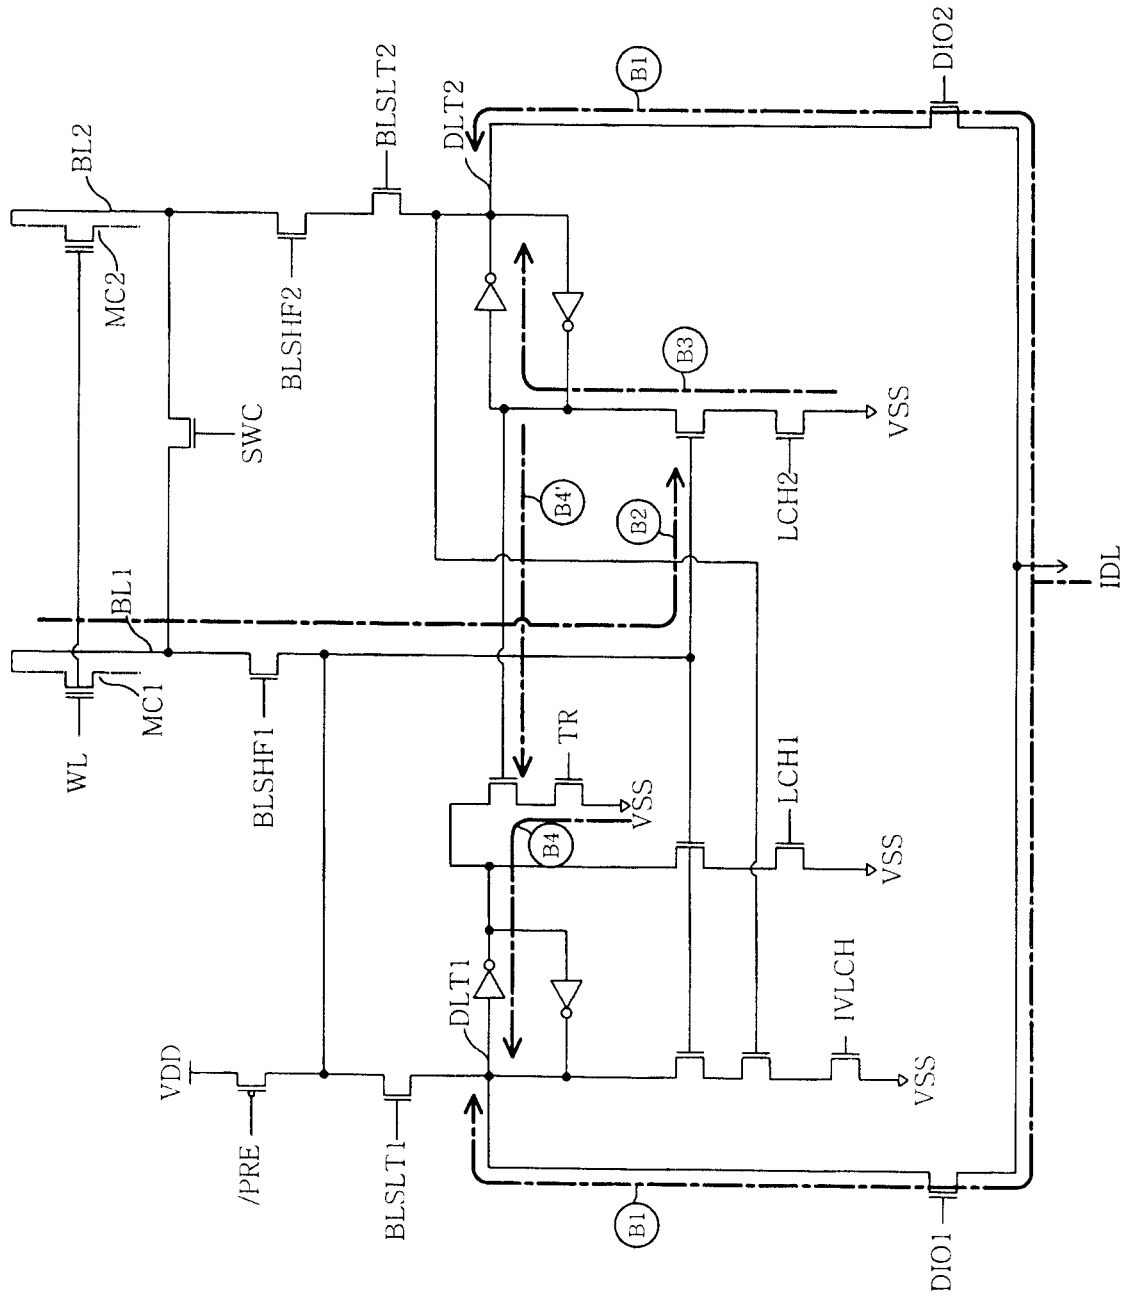 BL2
MC2
BLSHF2
BLSLT2
DLT2
B1
DIO2
SWC
BL1
MC1
WL
BLSHF1
B4'
B2
B3
LCH2
VSS
IDL
TR
VSS
B4
LCH1
VSS
VDD
/PRE
BLSLT1
DLT1
IVLCH
VSS
B1
DIO1